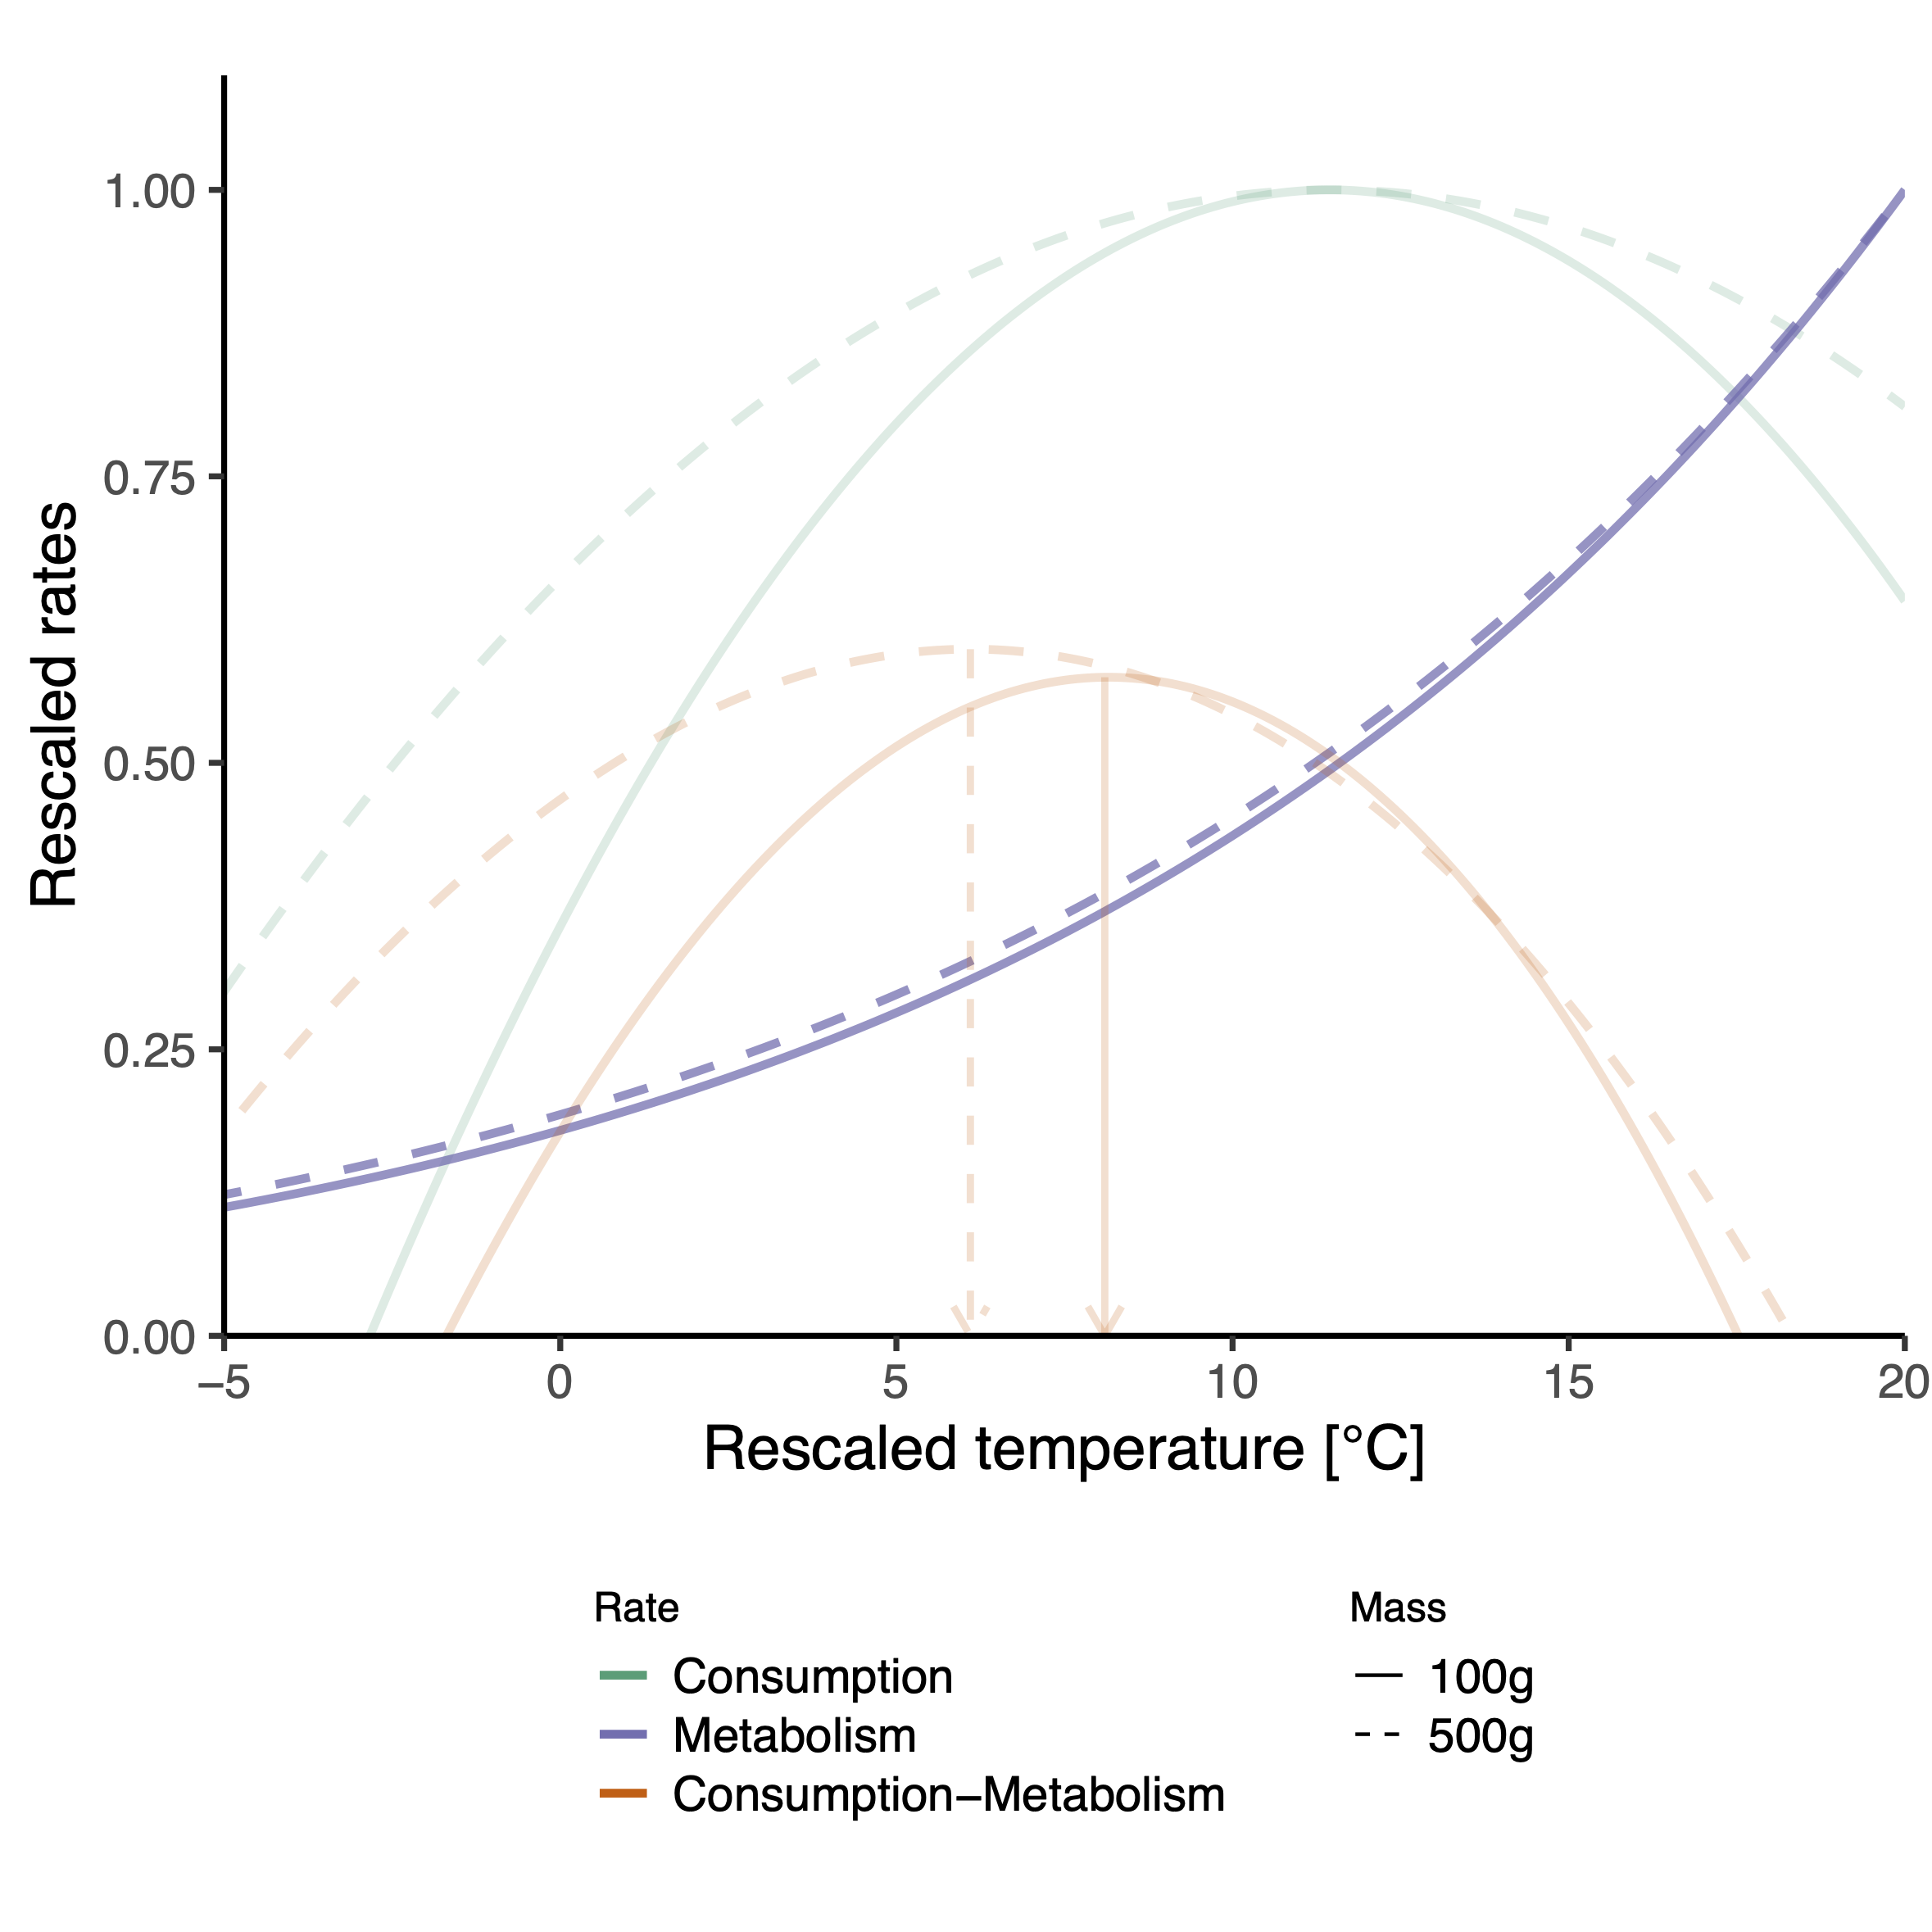 Rescaled rates
1.00
0.75
0.50
0.25
0.00
−5 0 5 10 15 20
Rescaled temperature [°C]
Rate
Consumption
Metabolism
Consumption−Metabolism
Mass
100g
500g